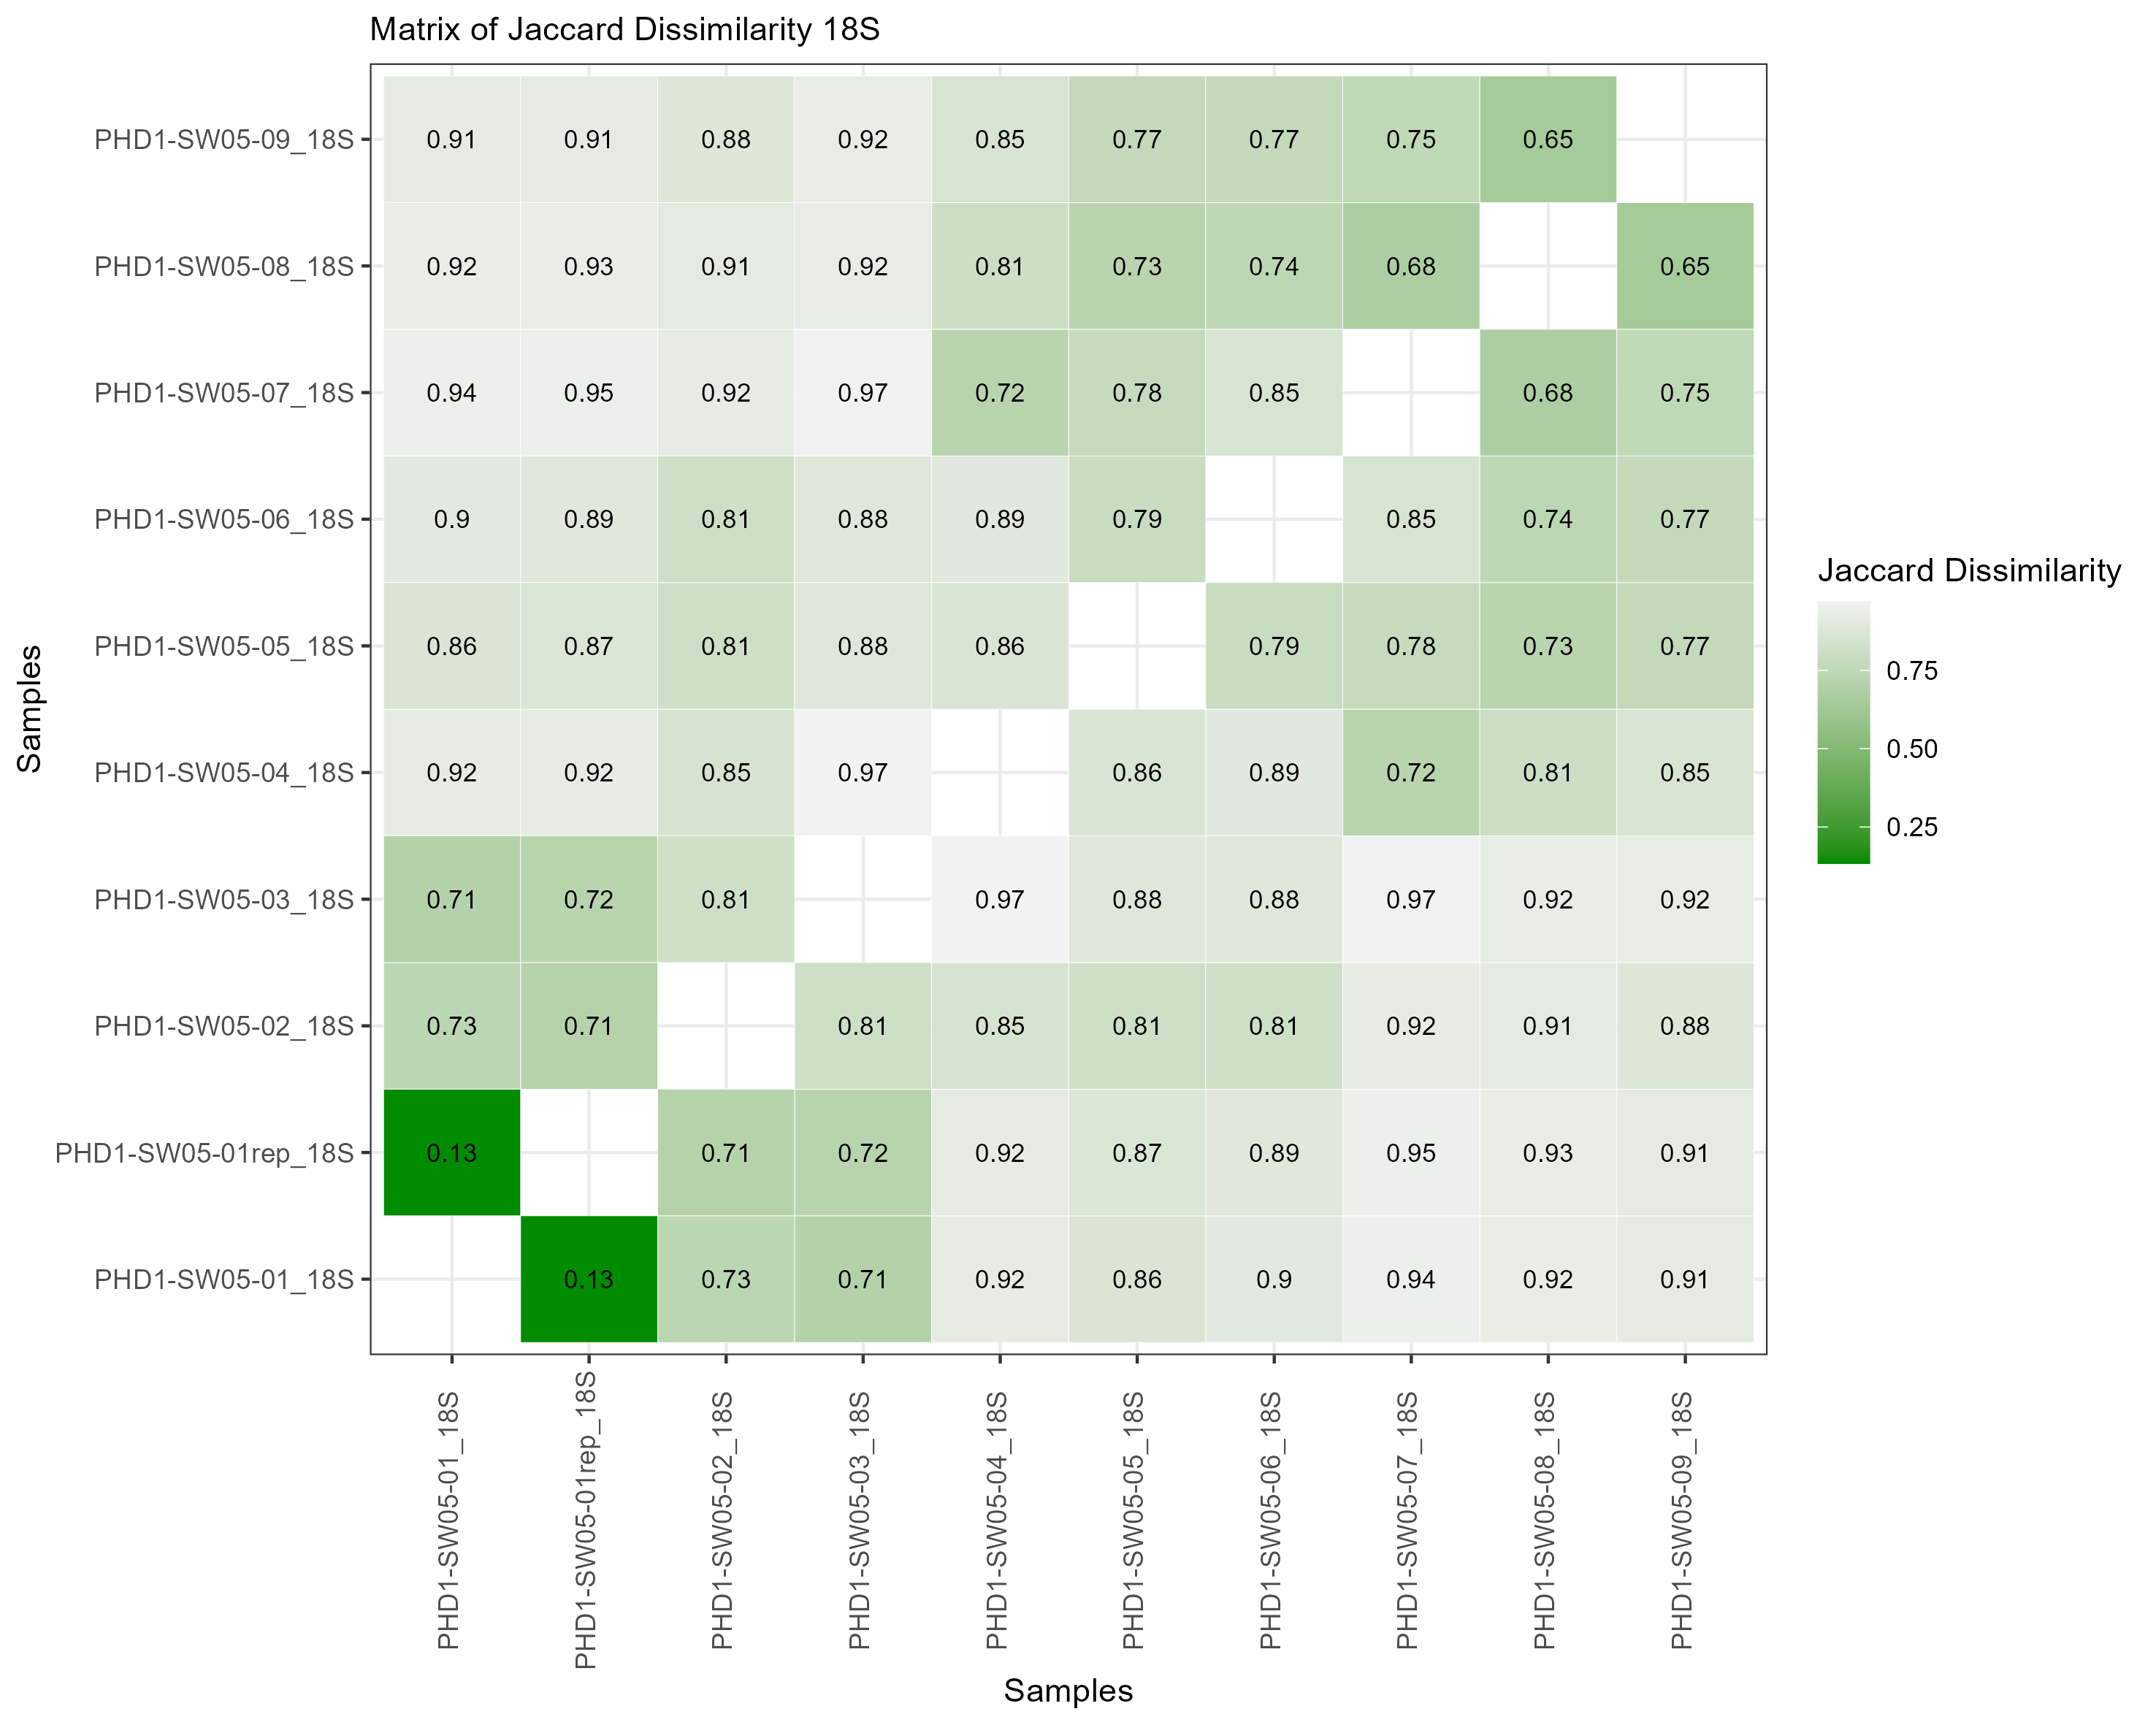 Matrix of Jaccard Dissimilarity 18S
PHD1-SW05-09_18S 0.91 0.91 0.88 0.92 0.85 0.77 0.77 0.75 0.65
PHD1-SW05-08_18S 0.92 0.93 0.91 0.92 0.81 0.73 0.74 0.68 0.65
PHD1-SW05-07_18S 0.94 0.95 0.92 0.97 0.72 0.78 0.85 0.68 0.75
PHD1-SW05-06_18S 0.9 0.89 0.81 0.88 0.89 0.79 0.85 0.74 0.77
PHD1-SW05-05_18S 0.86 0.87 0.81 0.88 0.86 0.79 0.78 0.73 0.77
PHD1-SW05-04_18S 0.92 0.92 0.85 0.97 0.86 0.89 0.72 0.81 0.85
PHD1-SW05-03_18S 0.71 0.72 0.81 0.97 0.88 0.88 0.97 0.92 0.92
PHD1-SW05-02_18S 0.73 0.71 0.81 0.85 0.81 0.81 0.92 0.91 0.88
PHD1-SW05-01rep_18S 0.13 0.71 0.72 0.92 0.87 0.89 0.95 0.93 0.91
PHD1-SW05-01_18S 0.13 0.73 0.71 0.92 0.86 0.9 0.94 0.92 0.91
Samples
PHD1-SW05-01_18S
PHD1-SW05-01rep_18S
PHD1-SW05-02_18S
PHD1-SW05-03_18S
PHD1-SW05-04_18S
PHD1-SW05-05_18S
PHD1-SW05-06_18S
PHD1-SW05-07_18S
PHD1-SW05-08_18S
PHD1-SW05-09_18S
Samples
Jaccard Dissimilarity
0.75
0.50
0.25